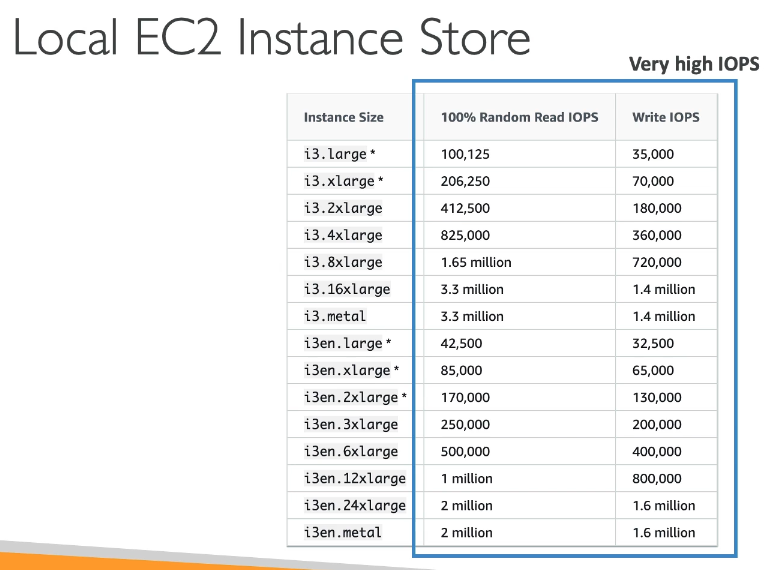 Local EC2 Instance Store
Very high IOPS
Instance Size 100% Random Read IOPS Write IOPS
i3.large * 100,125 35,000
i3.xlarge * 206,250 70,000
i3.2xlarge 412,500 180,000
i3.4xlarge 825,000 360,000
i3.8xlarge 1.65 million 720,000
i3.16xlarge 3.3 million 1.4 million
i3.metal 3.3 million 1.4 million
i3en.large * 42,500 32,500
i3en.xlarge * 85,000 65,000
i3en.2xlarge * 170,000 130,000
i3en.3xlarge 250,000 200,000
i3en.6xlarge 500,000 400,000
i3en.12xlarge 1 million 800,000
i3en.24xlarge 2 million 1.6 million
i3en.metal 2 million 1.6 million